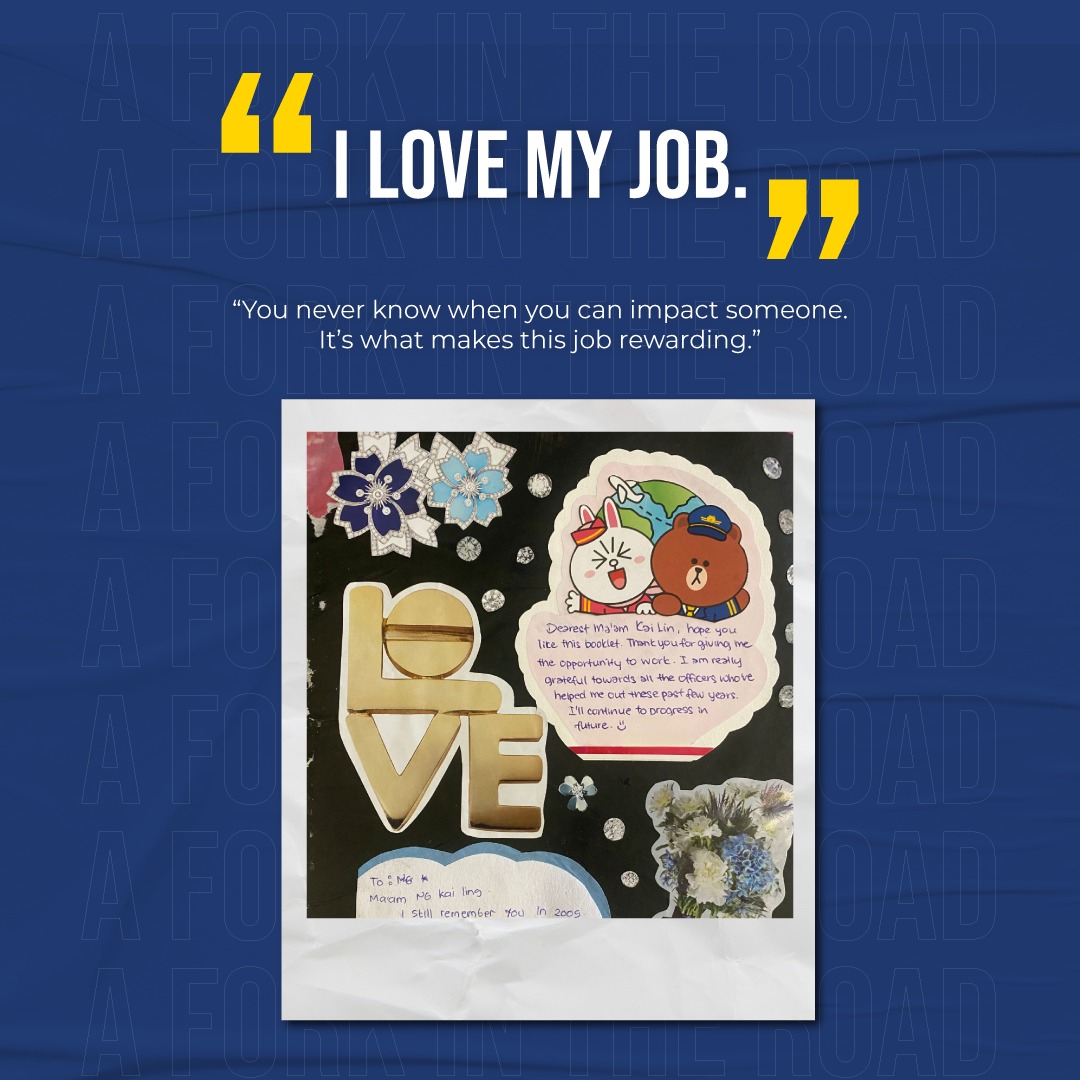 A FORK IN THE ROAD
“I LOVE MY JOB.”
A FORK IN THE ROAD
“You never know when you can impact someone.
It’s what makes this job rewarding.”
A FORK IN THE ROAD
A FORK IN THE ROAD
LOVE
Dearest Ma'am Kai Lin, hope you
like this booklet. Thank you for giving me
the opportunity to work. I am really
grateful towards all the officers who've
helped me out these past few years.
I'll continue to progress in
future.
A FORK IN THE ROAD
A FORK IN THE ROAD
To:
Ma'am NG kai ling.
I still remember you in 2005
A FORK IN THE ROAD
A FORK IN THE ROAD